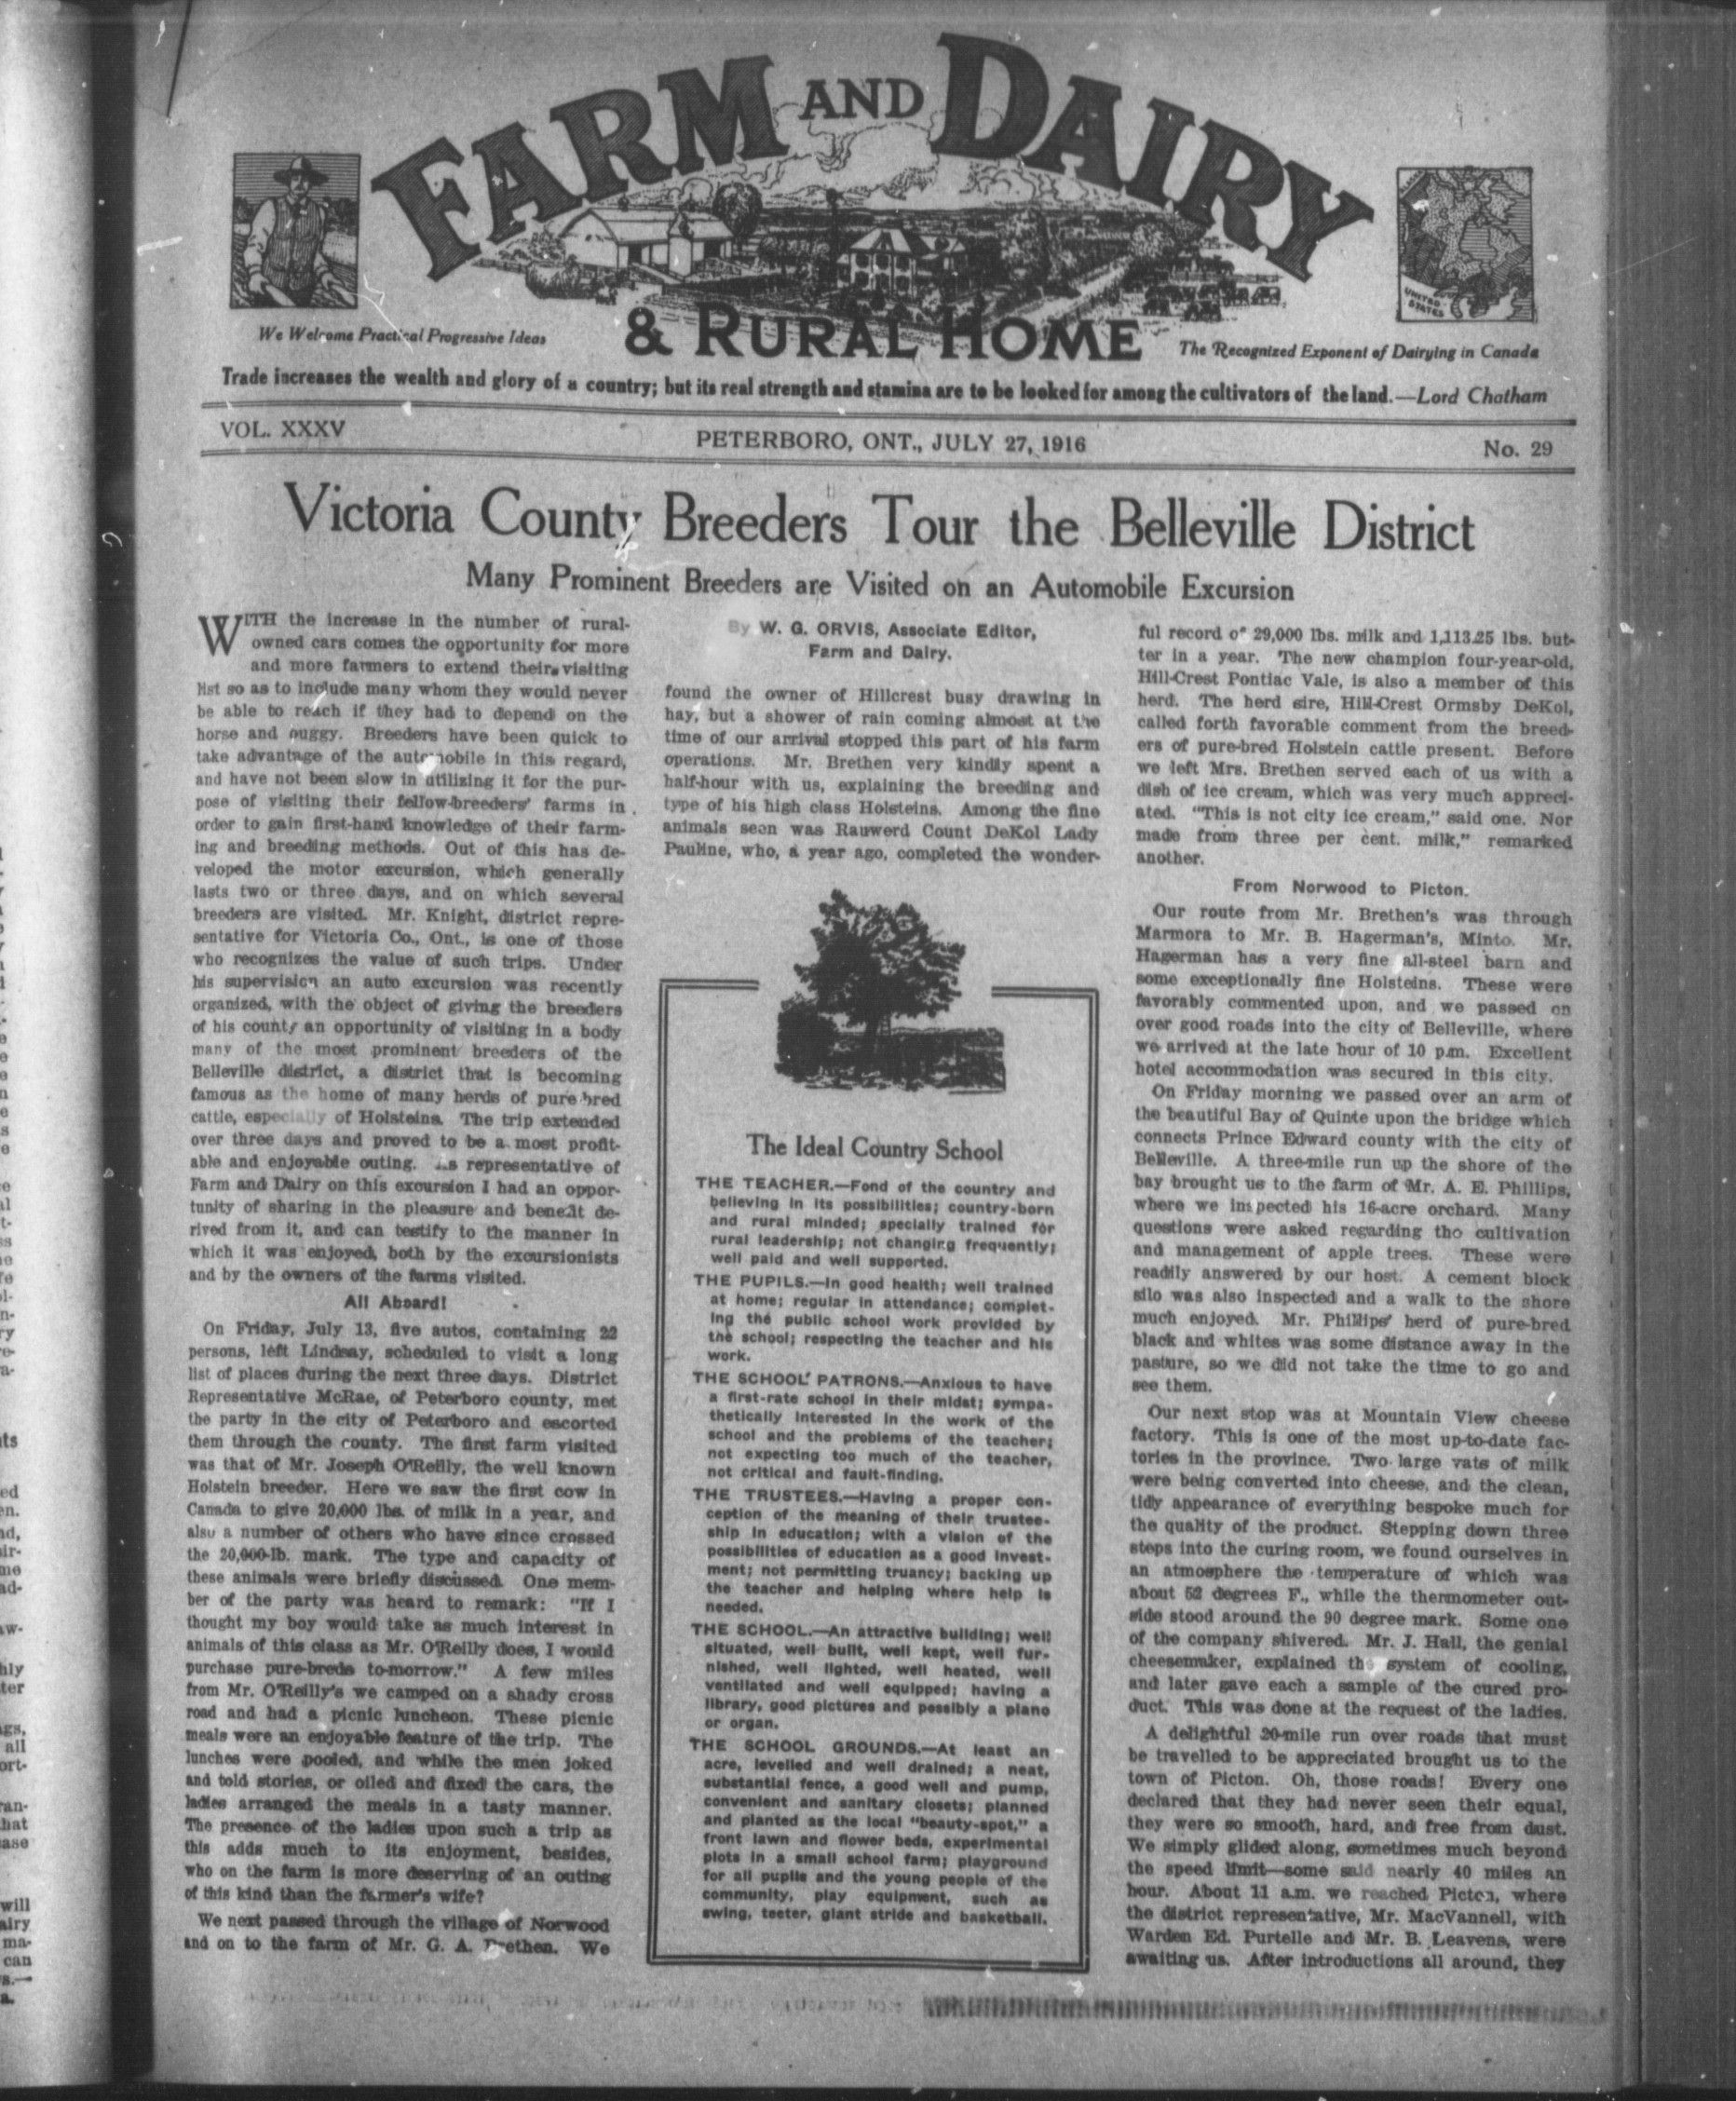 FARM AND DAIRY
& RURAL HOME
UNITED STATES
We Welcome Practical Progressive Ideas
The Recognized Exponent of Dairying in Canada
Trade increases the wealth and glory of a country; but its real strength and stamina are to be looked for among the cultivators of the land.—Lord Chatham
VOL. XXXV
PETERBORO, ONT., JULY 27, 1916
No. 29
Victoria County Breeders Tour the Belleville District
Many Prominent Breeders are Visited on an Automobile Excursion
WITH the increase in the number of rural-
owned cars comes the opportunity for more
and more farmers to extend their visiting
list so as to include many whom they would never
be able to reach if they had to depend on the
horse and buggy. Breeders have been quick to
take advantage of the automobile in this regard,
and have not been slow in utilizing it for the pur-
pose of visiting their fellow-breeders' farms in
order to gain first-hand knowledge of their farm-
ing and breeding methods. Out of this has de-
veloped the motor excursion, which generally
lasts two or three days, and on which several
breeders are visited. Mr. Knight, district repre-
sentative for Victoria Co., Ont., is one of those
who recognizes the value of such trips. Under
his supervision an auto excursion was recently
organized, with the object of giving the breeders
of his county an opportunity of visiting in a body
many of the most prominent breeders of the
Belleville district, a district that is becoming
famous as the home of many herds of pure bred
cattle, especially of Holsteins. The trip extended
over three days and proved to be a most profit-
able and enjoyable outing. As representative of
Farm and Dairy on this excursion I had an oppor-
tunity of sharing in the pleasure and benefit de-
rived from it, and can testify to the manner in
which it was enjoyed, both by the excursionists
and by the owners of the farms visited.
All Aboard!
On Friday, July 13, five autos, containing 22
persons, left Lindsay, scheduled to visit a long
list of places during the next three days. District
Representative McRae, of Peterboro county, met
the party in the city of Peterboro and escorted
them through the county. The first farm visited
was that of Mr. Joseph O'Reilly, the well known
Holstein breeder. Here we saw the first cow in
Canada to give 20,000 lbs. of milk in a year, and
also a number of others who have since crossed
the 20,000-lb. mark. The type and capacity of
these animals were briefly discussed. One mem-
ber of the party was heard to remark: "If I
thought my boy would take as much interest in
animals of this class as Mr. O'Reilly does, I would
purchase pure-breds to-morrow." A few miles
from Mr. O'Reilly's we camped on a shady cross
road and had a picnic luncheon. These picnic
meals were an enjoyable feature of the trip. The
lunches were pooled, and while the men joked
and told stories, or oiled and fixed the cars, the
ladies arranged the meals in a tasty manner.
The presence of the ladies upon such a trip as
this adds much to its enjoyment, besides,
who on the farm is more deserving of an outing
of this kind than the farmer's wife?
We next passed through the village of Norwood
and on to the farm of Mr. G. A. Brethen. We
By W. G. ORVIS, Associate Editor,
Farm and Dairy.
found the owner of Hillcrest busy drawing in
hay, but a shower of rain coming almost at the
time of our arrival stopped this part of his farm
operations. Mr. Brethen very kindly spent a
half-hour with us, explaining the breeding and
type of his high class Holsteins. Among the fine
animals seen was Rauwerd Count DeKol Lady
Pauline, who, a year ago, completed the wonder-
The Ideal Country School
THE TEACHER.—Fond of the country and
believing in its possibilities; country-born
and rural minded; specially trained for
rural leadership; not changing frequently;
well paid and well supported.
THE PUPILS.—In good health; well trained
at home; regular in attendance; complet-
ing the public school work provided by
the school; respecting the teacher and his
work.
THE SCHOOL' PATRONS.—Anxious to have
a first-rate school in their midst; sympa-
thetically interested in the work of the
school and the problems of the teacher;
not expecting too much of the teacher,
not critical and fault-finding.
THE TRUSTEES.—Having a proper con-
ception of the meaning of their trustee-
ship in education; with a vision of the
possibilities of education as a good invest-
ment; not permitting truancy; backing up
the teacher and helping where help is
needed.
THE SCHOOL.—An attractive building; well
situated, well built, well kept, well fur-
nished, well lighted, well heated, well
ventilated and well equipped; having a
library, good pictures and possibly a piano
or organ.
THE SCHOOL GROUNDS.—At least an
acre, levelled and well drained; a neat,
substantial fence, a good well and pump,
convenient and sanitary closets; planned
and planted as the local "beauty-spot," a
front lawn and flower beds, experimental
plots in a small school farm; playground
for all pupils and the young people of the
community, play equipment, such as
swing, teeter, giant stride and basketball.
ful record of 29,000 lbs. milk and 1,113.25 lbs. but-
ter in a year. The new champion four-year-old,
Hill-Crest Pontiac Vale, is also a member of this
herd. The herd sire, Hill-Crest Ormsby DeKol,
called forth favorable comment from the breed-
ers of pure-bred Holstein cattle present. Before
we left Mrs. Brethen served each of us with a
dish of ice cream, which was very much appreci-
ated. "This is not city ice cream," said one. Nor
made from three per cent. milk," remarked
another.
From Norwood to Picton.
Our route from Mr. Brethen's was through
Marmora to Mr. B. Hagerman's, Minto. Mr.
Hagerman has a very fine all-steel barn and
some exceptionally fine Holsteins. These were
favorably commented upon, and we passed on
over good roads into the city of Belleville, where
we arrived at the late hour of 10 p.m. Excellent
hotel accommodation was secured in this city.
On Friday morning we passed over an arm of
the beautiful Bay of Quinte upon the bridge which
connects Prince Edward county with the city of
Belleville. A three-mile run up the shore of the
bay brought us to the farm of Mr. A. E. Phillips,
where we inspected his 16-acre orchard. Many
questions were asked regarding the cultivation
and management of apple trees. These were
readily answered by our host. A cement block
silo was also inspected and a walk to the shore
much enjoyed. Mr. Phillips' herd of pure-bred
black and whites was some distance away in the
pasture, so we did not take the time to go and
see them.
Our next stop was at Mountain View cheese
factory. This is one of the most up-to-date fac-
tories in the province. Two large vats of milk
were being converted into cheese, and the clean,
tidy appearance of everything bespoke much for
the quality of the product. Stepping down three
steps into the curing room, we found ourselves in
an atmosphere the temperature of which was
about 52 degrees F., while the thermometer out-
side stood around the 90 degree mark. Some one
of the company shivered. Mr. J. Hall, the genial
cheesemaker, explained the system of cooling,
and later gave each a sample of the cured pro-
duct. This was done at the request of the ladies.
A delightful 20-mile run over roads that must
be travelled to be appreciated brought us to the
town of Picton. Oh, those roads! Every one
declared that they had never seen their equal,
they were so smooth, hard, and free from dust.
We simply glided along, sometimes much beyond
the speed limit—some said nearly 40 miles an
hour. About 11 a.m. we reached Picton, where
the district representative, Mr. MacVannell, with
Warden Ed. Purtelle and Mr. B. Leavens, were
awaiting us. After introductions all around, they